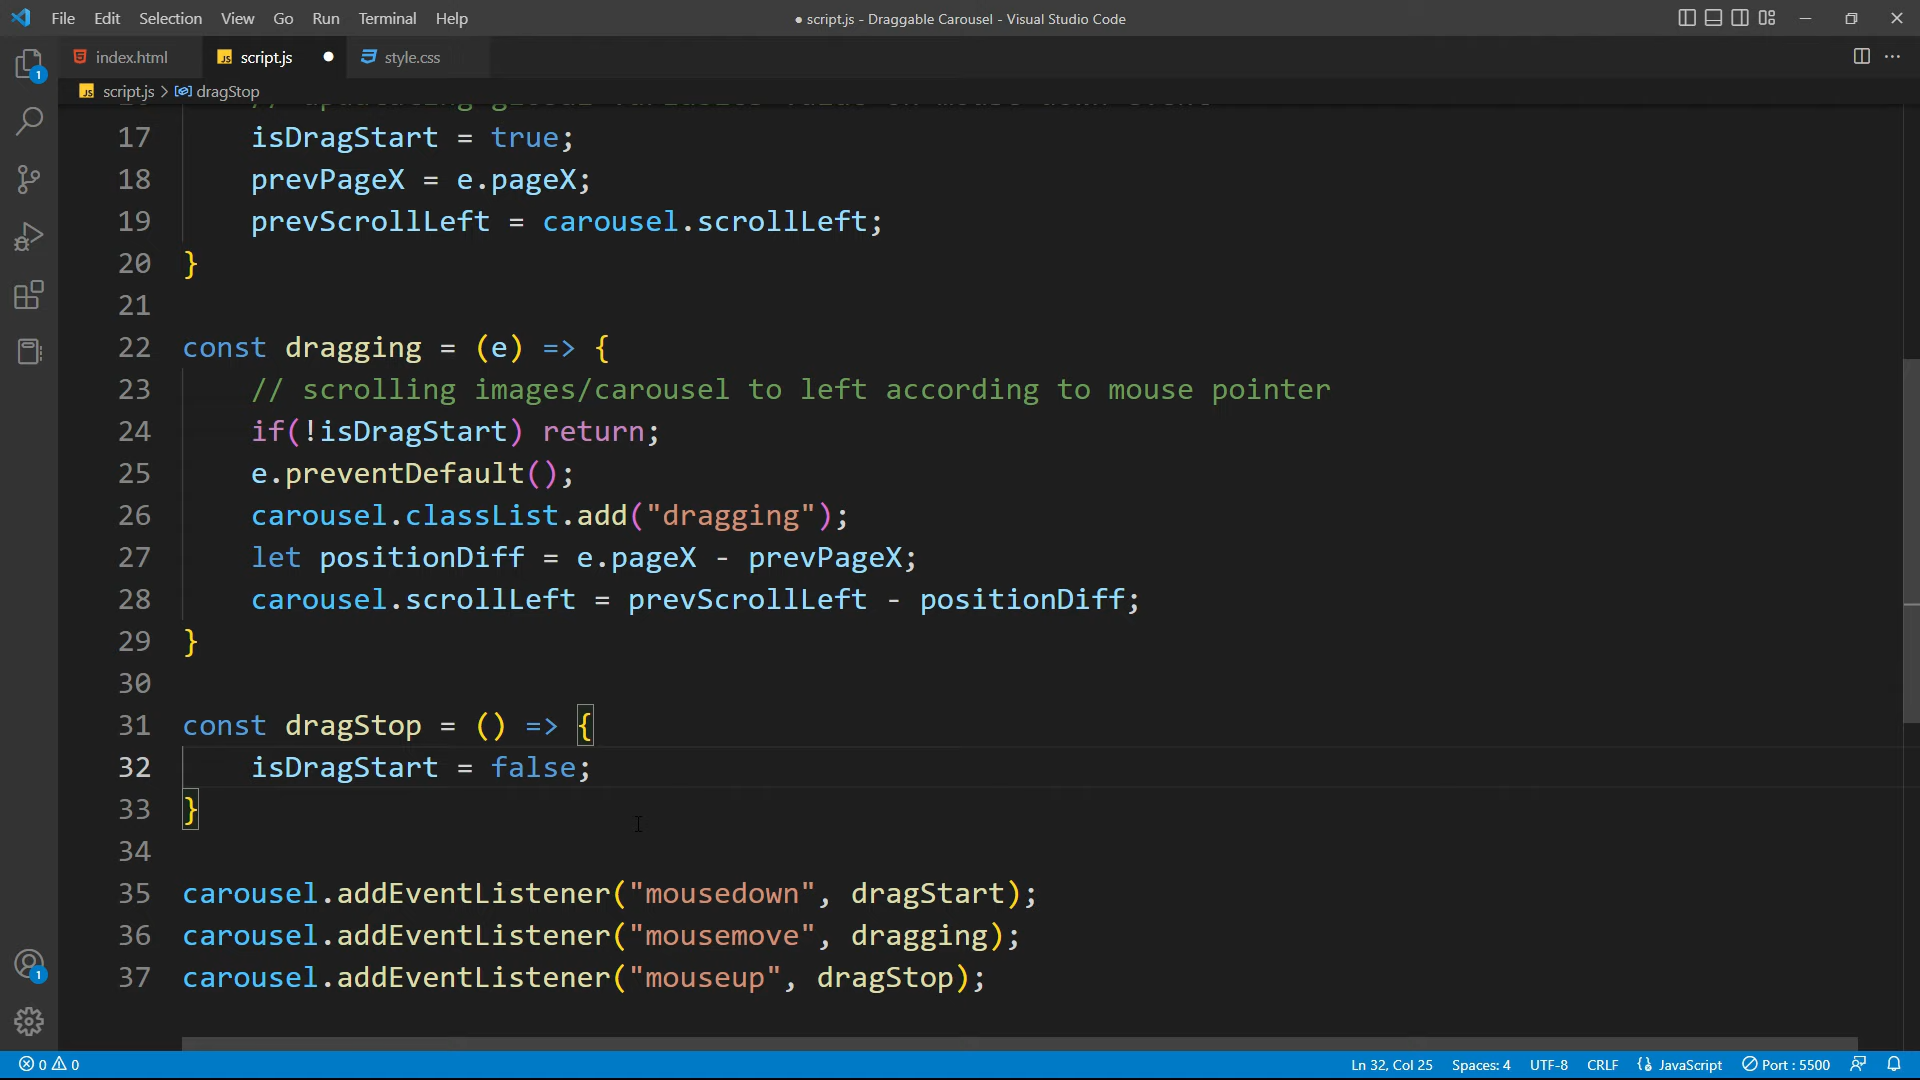 File Edit Selection View Go Run Terminal Help
● script.js - Draggable Carousel - Visual Studio Code
index.html script.js ● style.css
script.js > dragStop
17 isDragStart = true;
18 prevPageX = e.pageX;
19 prevScrollLeft = carousel.scrollLeft;
20 }
21
22 const dragging = (e) => {
23 // scrolling images/carousel to left according to mouse pointer
24 if(!isDragStart) return;
25 e.preventDefault();
26 carousel.classList.add("dragging");
27 let positionDiff = e.pageX - prevPageX;
28 carousel.scrollLeft = prevScrollLeft - positionDiff;
29 }
30
31 const dragStop = () => {
32 isDragStart = false;
33 }
34
35 carousel.addEventListener("mousedown", dragStart);
36 carousel.addEventListener("mousemove", dragging);
37 carousel.addEventListener("mouseup", dragStop);
1
1
0 0 Ln 32, Col 25 Spaces: 4 UTF-8 CRLF JavaScript Port : 5500